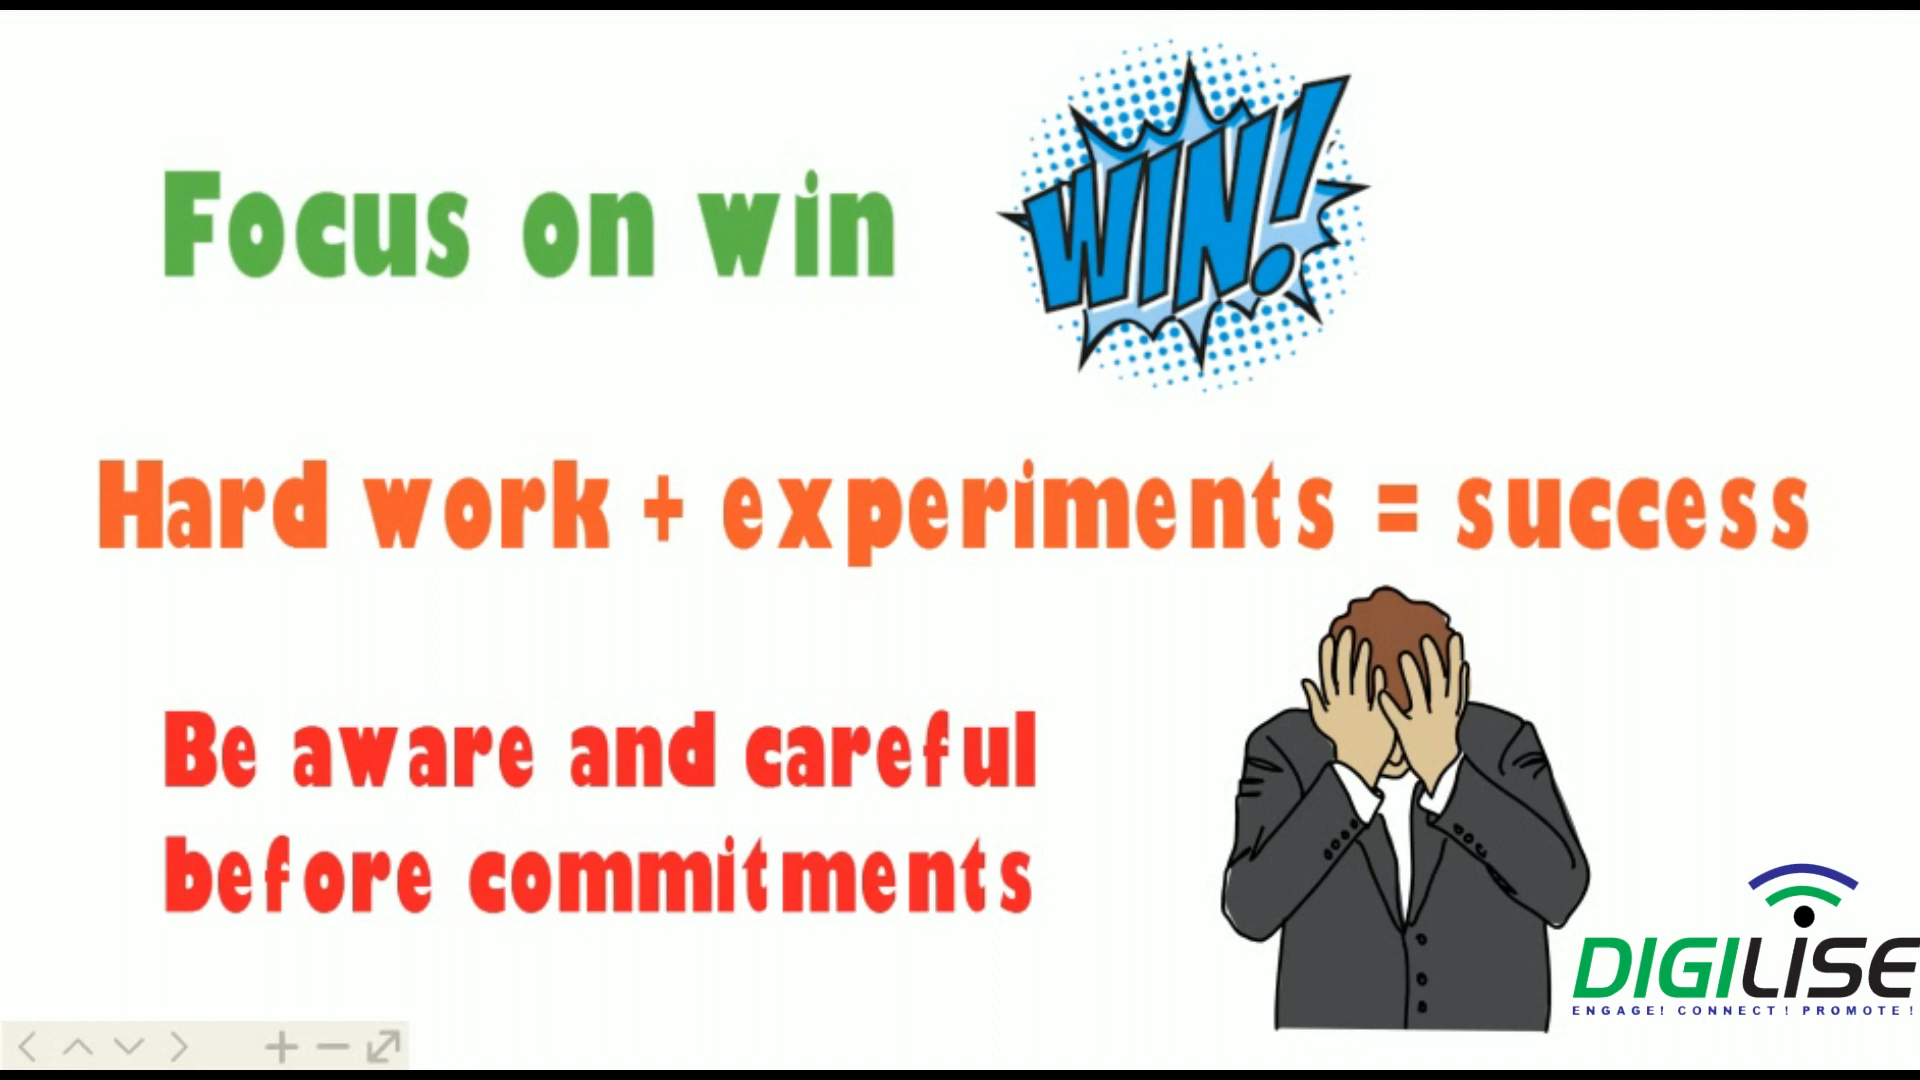 Focus on win
WIN!
Hard work + experiments = success
Be aware and careful
before commitments
DIGILISE
ENGAGE! CONNECT! PROMOTE!